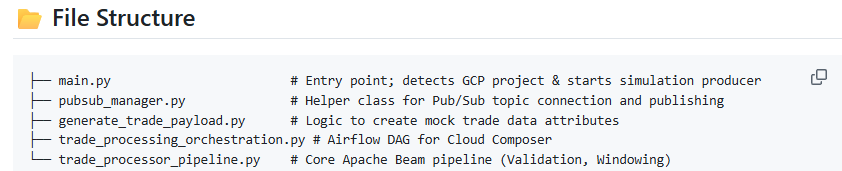 📂 File Structure
├── main.py                       # Entry point; detects GCP project & starts simulation producer
├── pubsub_manager.py             # Helper class for Pub/Sub topic connection and publishing
├── generate_trade_payload.py     # Logic to create mock trade data attributes
├── trade_processing_orchestration.py # Airflow DAG for Cloud Composer
└── trade_processor_pipeline.py   # Core Apache Beam pipeline (Validation, Windowing)